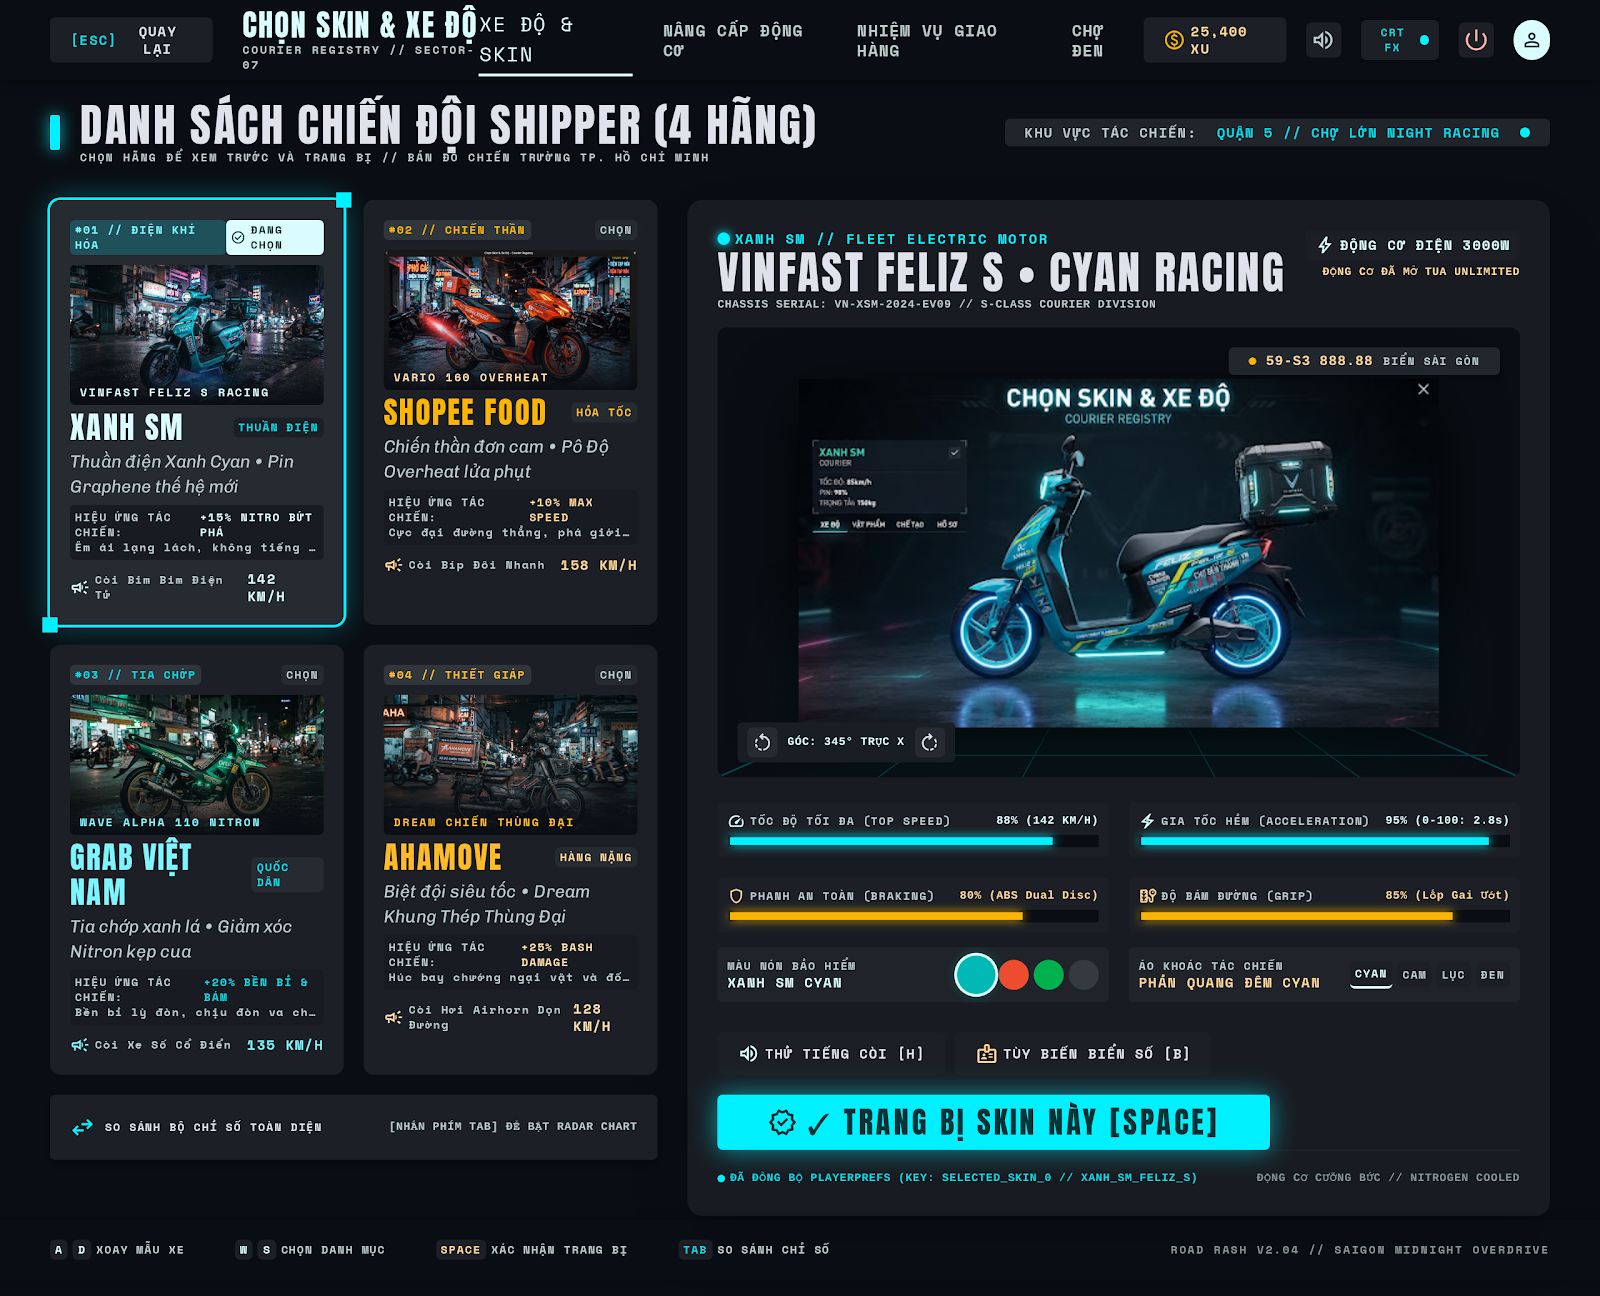 [ESC] QUAY LẠI
CHỌN SKIN & XE ĐỘ
COURIER REGISTRY // SECTOR-07
XE ĐỘ & SKIN
NÂNG CẤP ĐỘNG CƠ
NHIỆM VỤ GIAO HÀNG
CHỢ ĐEN
25,400 XU
CRT FX
DANH SÁCH CHIẾN ĐỘI SHIPPER (4 HÃNG)
CHỌN HÃNG ĐỂ XEM TRƯỚC VÀ TRANG BỊ // BẢN ĐỒ CHIẾN TRƯỜNG TP. HỒ CHÍ MINH
KHU VỰC TÁC CHIẾN: QUẬN 5 // CHỢ LỚN NIGHT RACING
#01 // ĐIỆN KHÍ HÓA
ĐANG CHỌN
VINFAST FELIZ S RACING
XANH SM
THUẦN ĐIỆN
Thuần điện Xanh Cyan • Pin
Graphene thế hệ mới
HIỆU ỨNG TÁC CHIẾN:
+15% NITRO BỨT PHÁ
Êm ái lạng lách, không tiếng …
Còi Bim Bim Điện Tử
142 KM/H
#02 // CHIẾN THẦN
CHỌN
VARIO 160 OVERHEAT
SHOPEE FOOD
HỎA TỐC
Chiến thần đơn cam • Pô Độ
Overheat lửa phụt
HIỆU ỨNG TÁC CHIẾN:
+10% MAX SPEED
Cực đại đường thẳng, phá giới…
Còi Bíp Đôi Nhanh
158 KM/H
#03 // TIA CHỚP
CHỌN
WAVE ALPHA 110 NITRON
GRAB VIỆT NAM
QUỐC DÂN
Tia chớp xanh lá • Giảm xóc
Nitron kẹp cua
HIỆU ỨNG TÁC CHIẾN:
+20% BỀN BỈ & BÁM
Bền bỉ lỳ đòn, chịu đòn va ch…
Còi Xe Số Cổ Điển
135 KM/H
#04 // THIẾT GIÁP
CHỌN
AHAMOVE
DREAM CHIẾN THÙNG ĐẠI
AHAMOVE
HÀNG NẶNG
Biệt đội siêu tốc • Dream
Khung Thép Thùng Đại
HIỆU ỨNG TÁC CHIẾN:
+25% BASH DAMAGE
Húc bay chướng ngại vật và đố…
Còi Hơi Airhorn Dọn Đường
128 KM/H
SO SÁNH BỘ CHỈ SỐ TOÀN DIỆN
[NHẤN PHÍM TAB] ĐỂ BẬT RADAR CHART
XANH SM // FLEET ELECTRIC MOTOR
VINFAST FELIZ S • CYAN RACING
CHASSIS SERIAL: VN-XSM-2024-EV09 // S-CLASS COURIER DIVISION
ĐỘNG CƠ ĐIỆN 3000W
ĐỘNG CƠ ĐÃ MỞ TUA UNLIMITED
59-S3 888.88 BIỂN SÀI GÒN
CHỌN SKIN & XE ĐỘ
COURIER REGISTRY
XANH SM
COURIER
TỐC ĐỘ: 85km/h
PIN: 98%
TRỌNG TẢI: 150kg
XE ĐỘ VẬT PHẨM CHẾ TẠO HỒ SƠ
GÓC: 345° TRỤC X
TỐC ĐỘ TỐI ĐA (TOP SPEED) 88% (142 KM/H)
GIA TỐC HẺM (ACCELERATION) 95% (0-100: 2.8s)
PHANH AN TOÀN (BRAKING) 80% (ABS Dual Disc)
ĐỘ BÁM ĐƯỜNG (GRIP) 85% (Lốp Gai Ướt)
MÀU NÓN BẢO HIỂM
XANH SM CYAN
ÁO KHOÁC TÁC CHIẾN
PHẢN QUANG ĐÊM CYAN
CYAN CAM LỤC ĐEN
THỬ TIẾNG CÒI [H]
TÙY BIẾN BIỂN SỐ [B]
✓ TRANG BỊ SKIN NÀY [SPACE]
ĐÃ ĐỒNG BỘ PLAYERPREFS (KEY: SELECTED_SKIN_0 // XANH_SM_FELIZ_S)
ĐỘNG CƠ CƯỠNG BỨC // NITROGEN COOLED
A D XOAY MẪU XE
W S CHỌN DANH MỤC
SPACE XÁC NHẬN TRANG BỊ
TAB SO SÁNH CHỈ SỐ
ROAD RASH V2.04 // SAIGON MIDNIGHT OVERDRIVE